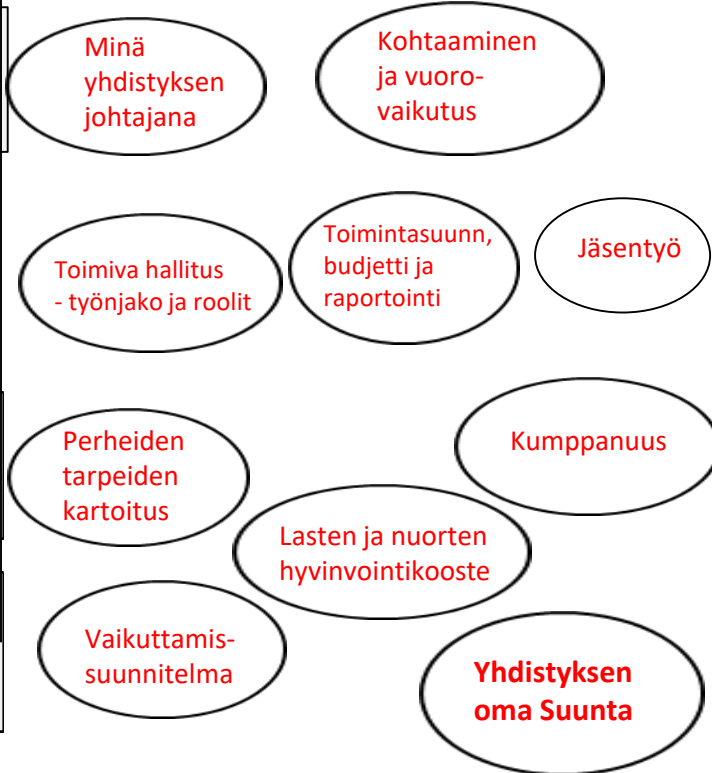 Minä
yhdistyksen
johtajana
Kohtaaminen
ja vuoro-
vaikutus
Toimiva hallitus
- työnjako ja roolit
Toimintasuunn,
budjetti ja
raportointi
Jäsentyö
Perheiden
tarpeiden
kartoitus
Kumppanuus
Lasten ja nuorten
hyvinvointikooste
Vaikuttamis-
suunnitelma
Yhdistyksen
oma Suunta